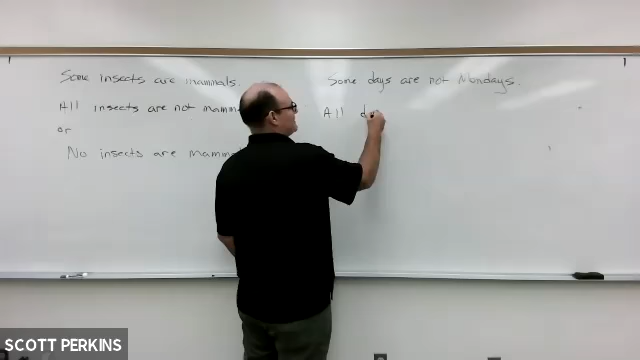 Some insects are mammals.
All insects are not mamm
or
No insects are mamma
Some days are not Mondays.
All d
SCOTT PERKINS